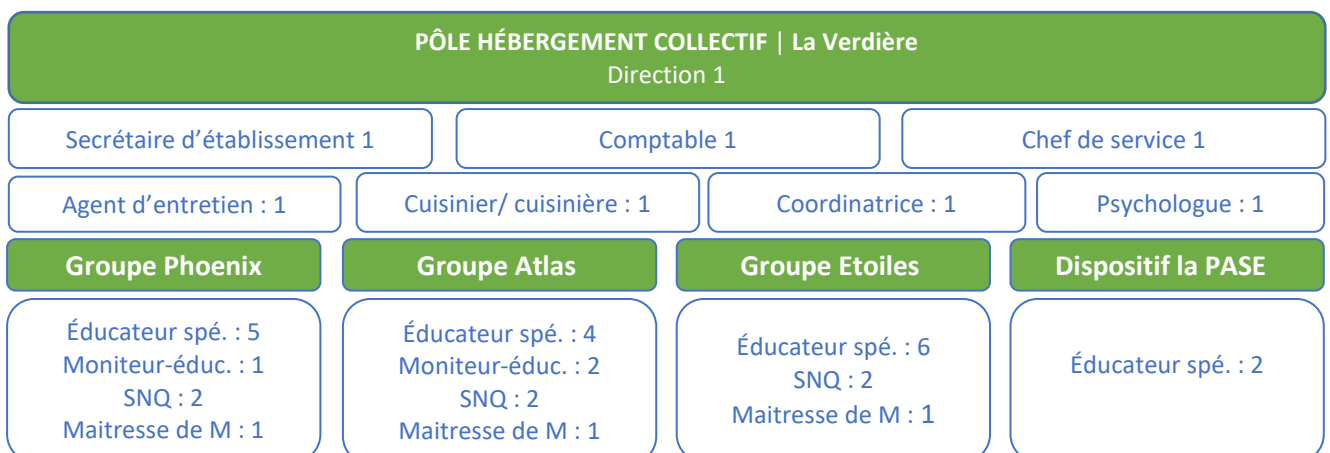 PÔLE HÉBERGEMENT COLLECTIF | La Verdière
Direction 1
Secrétaire d’établissement 1
Comptable 1
Chef de service 1
Agent d’entretien : 1
Cuisinier/ cuisinière : 1
Coordinatrice : 1
Psychologue : 1
Groupe Phoenix
Groupe Atlas
Groupe Etoiles
Dispositif la PASE
Éducateur spé. : 5
Moniteur-éduc. : 1
SNQ : 2
Maitresse de M : 1
Éducateur spé. : 4
Moniteur-éduc. : 2
SNQ : 2
Maitresse de M : 1
Éducateur spé. : 6
SNQ : 2
Maitresse de M : 1
Éducateur spé. : 2